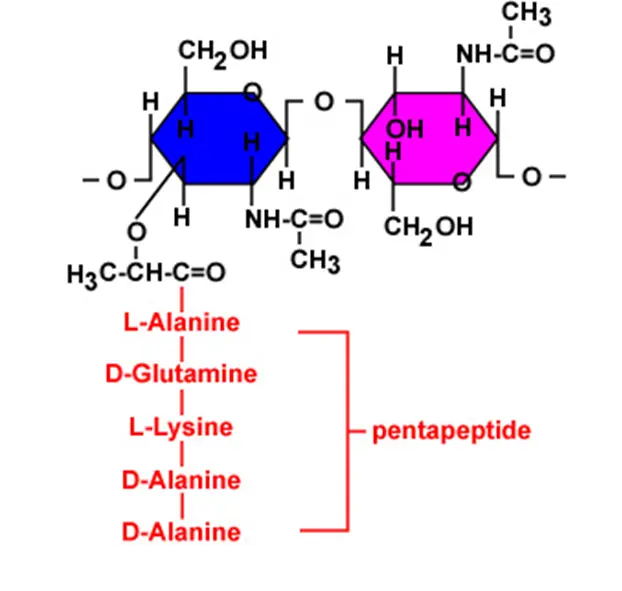 CH3
CH2OH H NH-C=O
H O O H
H H OH H
H
– O H H O O –
H NH-C=O CH2OH
O CH3
H3C-CH-C=O
L-Alanine
D-Glutamine
L-Lysine pentapeptide
D-Alanine
D-Alanine